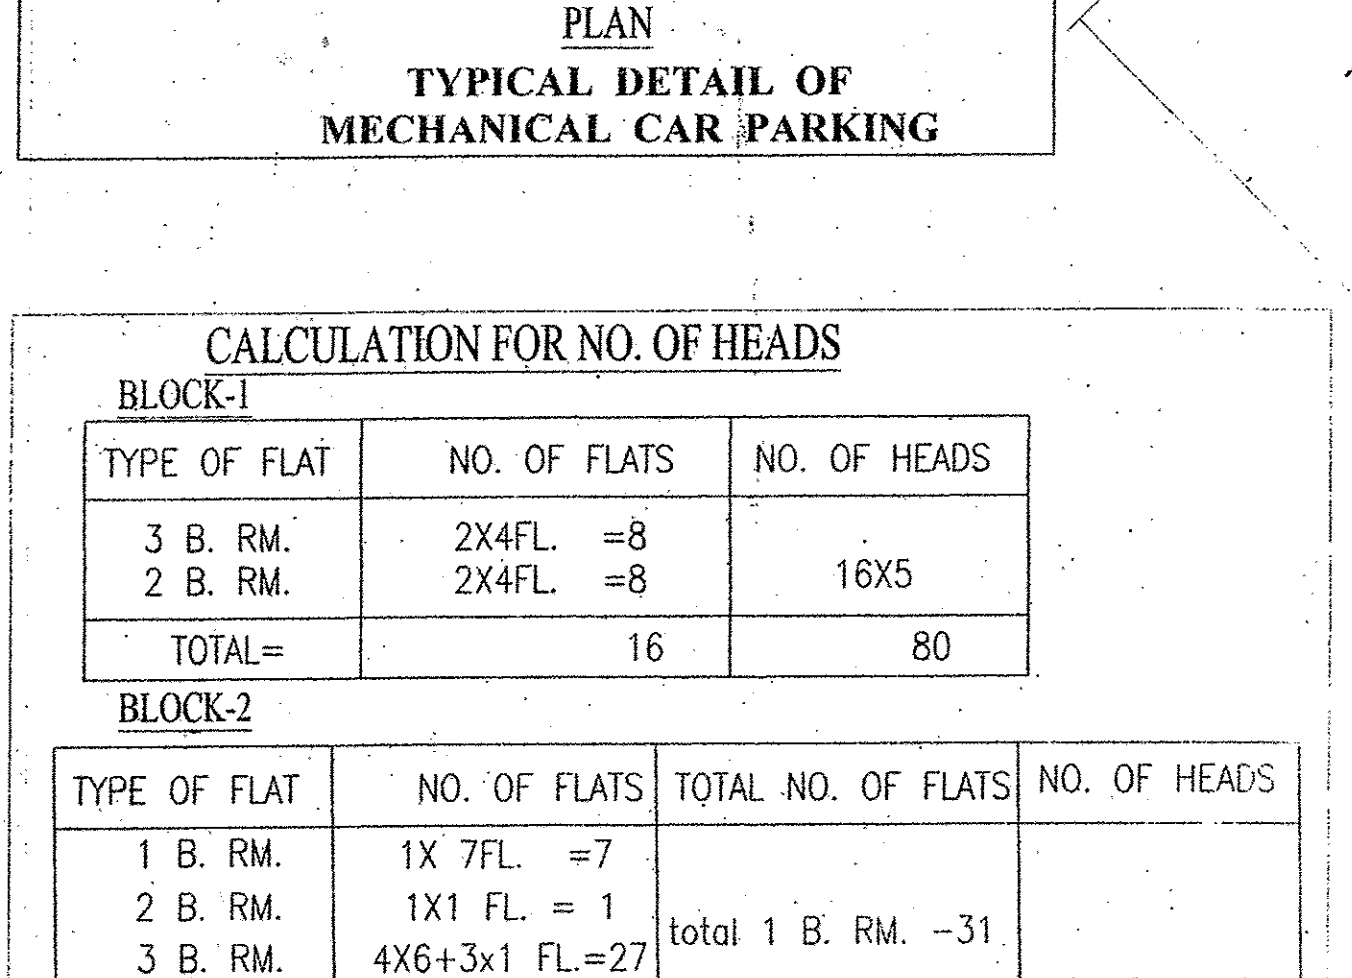 PLAN
TYPICAL DETAIL OF
MECHANICAL CAR PARKING
CALCULATION FOR NO. OF HEADS
BLOCK-1
TYPE OF FLAT NO. OF FLATS NO. OF HEADS
3 B. RM. 2X4FL. =8
2 B. RM. 2X4FL. =8 16X5
TOTAL= 16 80
BLOCK-2
TYPE OF FLAT NO. OF FLATS TOTAL NO. OF FLATS NO. OF HEADS
1 B. RM. 1X 7FL. =7
2 B. RM. 1X1 FL. = 1
total 1 B. RM. -31
3 B. RM. 4X6+3x1 FL.=27